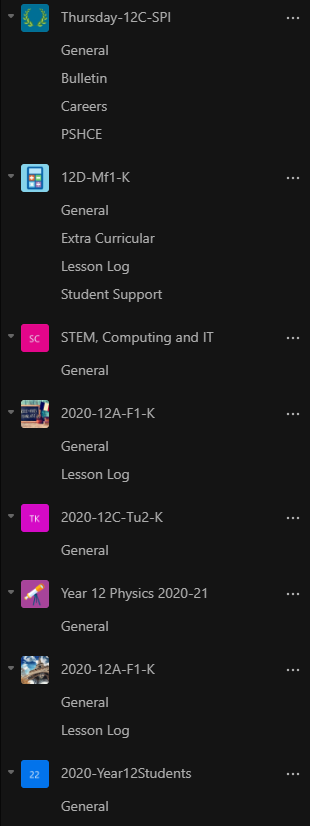 Thursday-12C-SPI
General
Bulletin
Careers
PSHCE
12D-Mf1-K
General
Extra Curricular
Lesson Log
Student Support
SC STEM, Computing and IT
General
2020-12A-F1-K
General
Lesson Log
TK 2020-12C-Tu2-K
General
Year 12 Physics 2020-21
General
2020-12A-F1-K
General
Lesson Log
22 2020-Year12Students
General